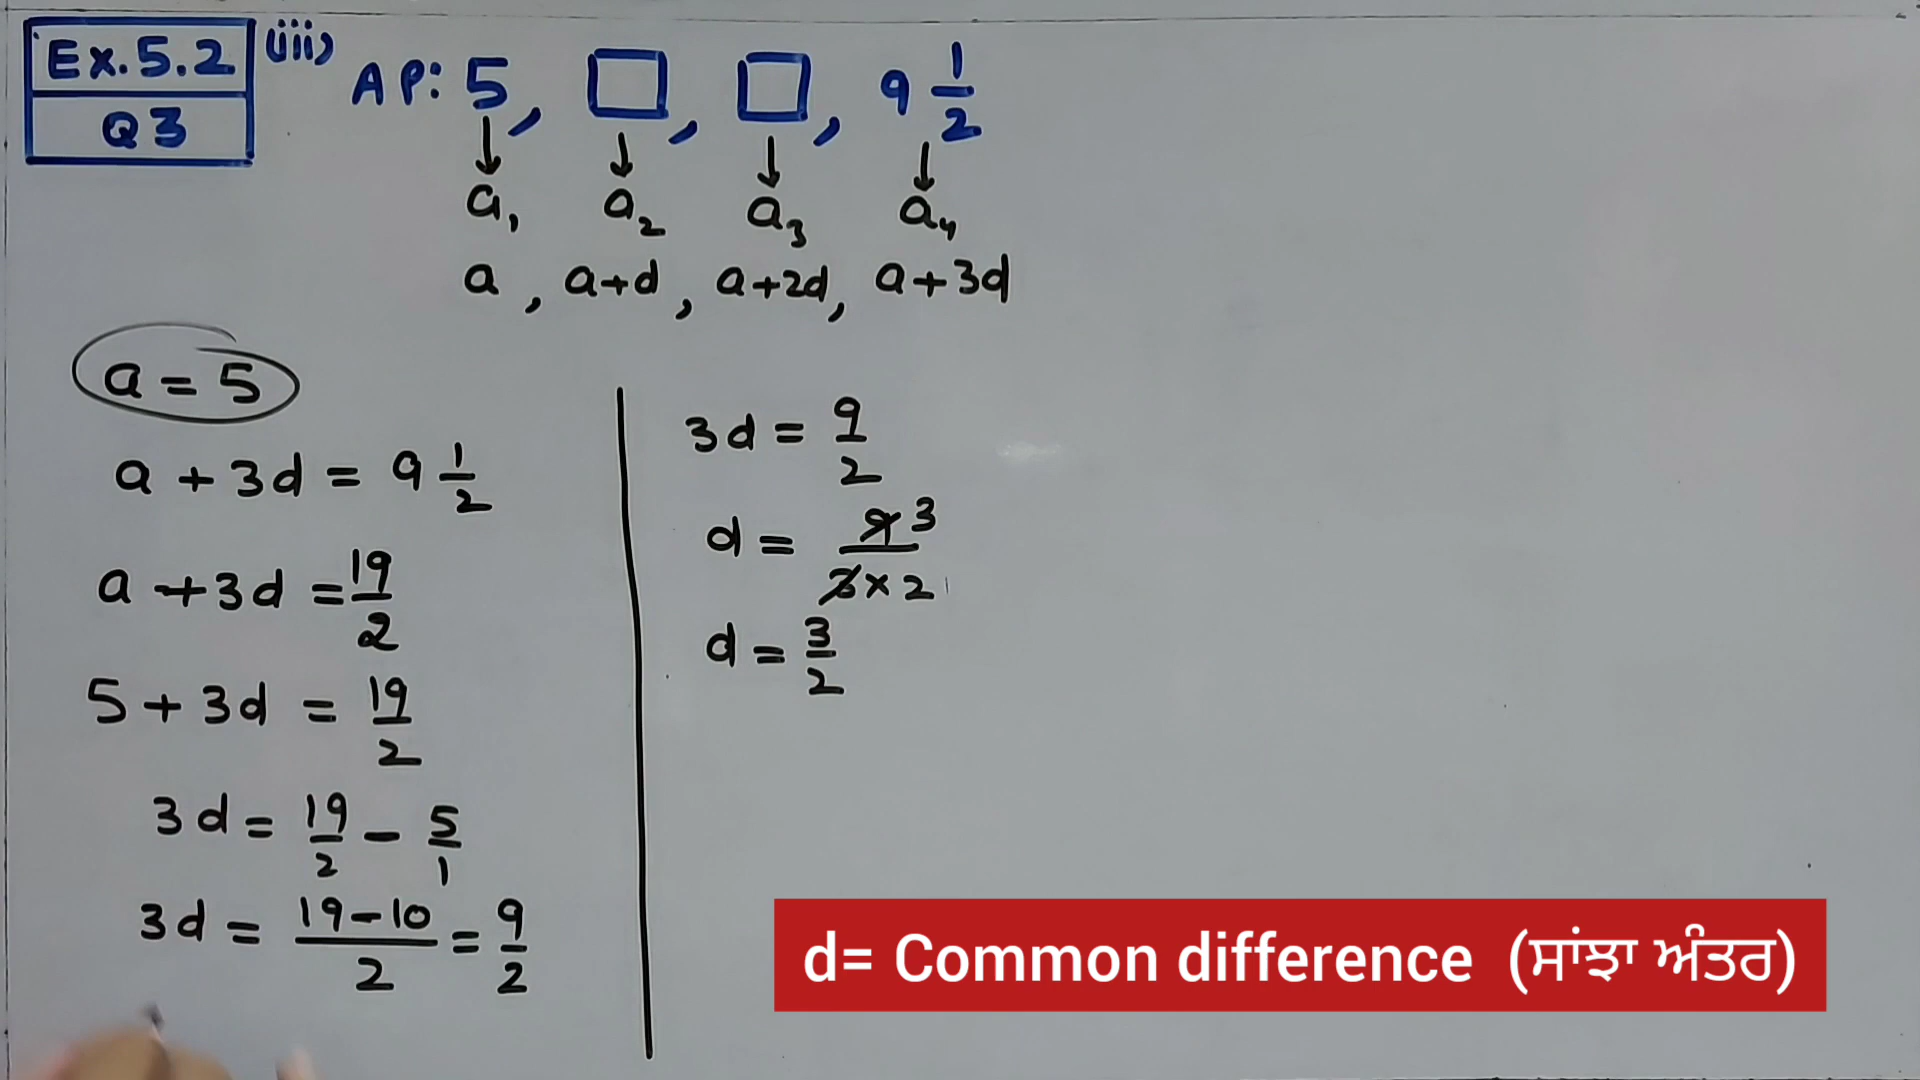 Ex. 5.2 (iii)
Q 3
AP: 5, □, □, 9 1/2
↓ ↓ ↓ ↓
a₁ a₂ a₃ a₄
a, a+d, a+2d, a+3d
a = 5
a + 3d = 9 1/2
a + 3d = 19/2
5 + 3d = 19/2
3d = 19/2 - 5/1
3d = (19-10)/2 = 9/2
3d = 9/2
d = 9 3/(3×2)
d = 3/2
d= Common difference (ਸਾਂਝਾ ਅੰਤਰ)